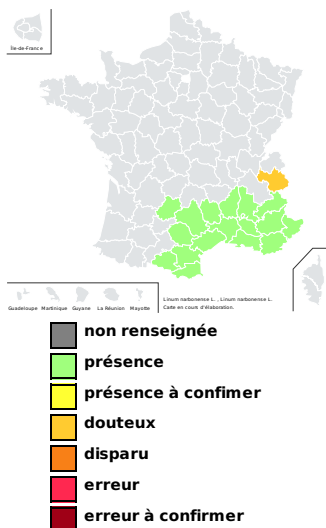 Île-de-France
Guadeloupe Martinique Guyane La Réunion Mayotte
Linum narbonense L. , Linum narbonense L.
Carte en cours d'élaboration.
non renseignée
présence
présence à confimer
douteux
disparu
erreur
erreur à confirmer